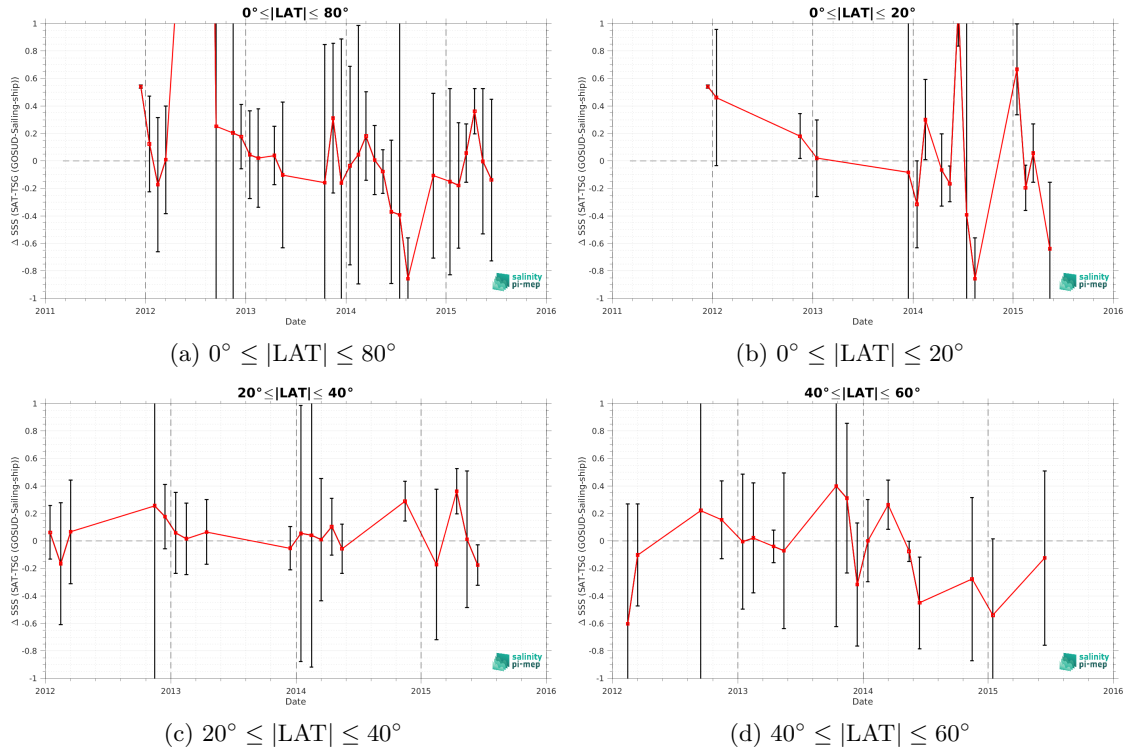 0°≤|LAT|≤ 80°
Δ SSS (SAT-TSG (GOSUD-Sailing-ship))
1
0.8
0.6
0.4
0.2
0
-0.2
-0.4
-0.6
-0.8
-1
2011 2012 2013 2014 2015 2016
Date
salinity
pi-mep
(a) 0° ≤ |LAT| ≤ 80°
0°≤|LAT|≤ 20°
Δ SSS (SAT-TSG (GOSUD-Sailing-ship))
1
0.8
0.6
0.4
0.2
0
-0.2
-0.4
-0.6
-0.8
-1
2011 2012 2013 2014 2015 2016
Date
salinity
pi-mep
(b) 0° ≤ |LAT| ≤ 20°
20°≤|LAT|≤ 40°
Δ SSS (SAT-TSG (GOSUD-Sailing-ship))
1
0.8
0.6
0.4
0.2
0
-0.2
-0.4
-0.6
-0.8
-1
2012 2013 2014 2015 2016
Date
salinity
pi-mep
(c) 20° ≤ |LAT| ≤ 40°
40°≤|LAT|≤ 60°
Δ SSS (SAT-TSG (GOSUD-Sailing-ship))
1
0.8
0.6
0.4
0.2
0
-0.2
-0.4
-0.6
-0.8
-1
2012 2013 2014 2015 2016
Date
salinity
pi-mep
(d) 40° ≤ |LAT| ≤ 60°